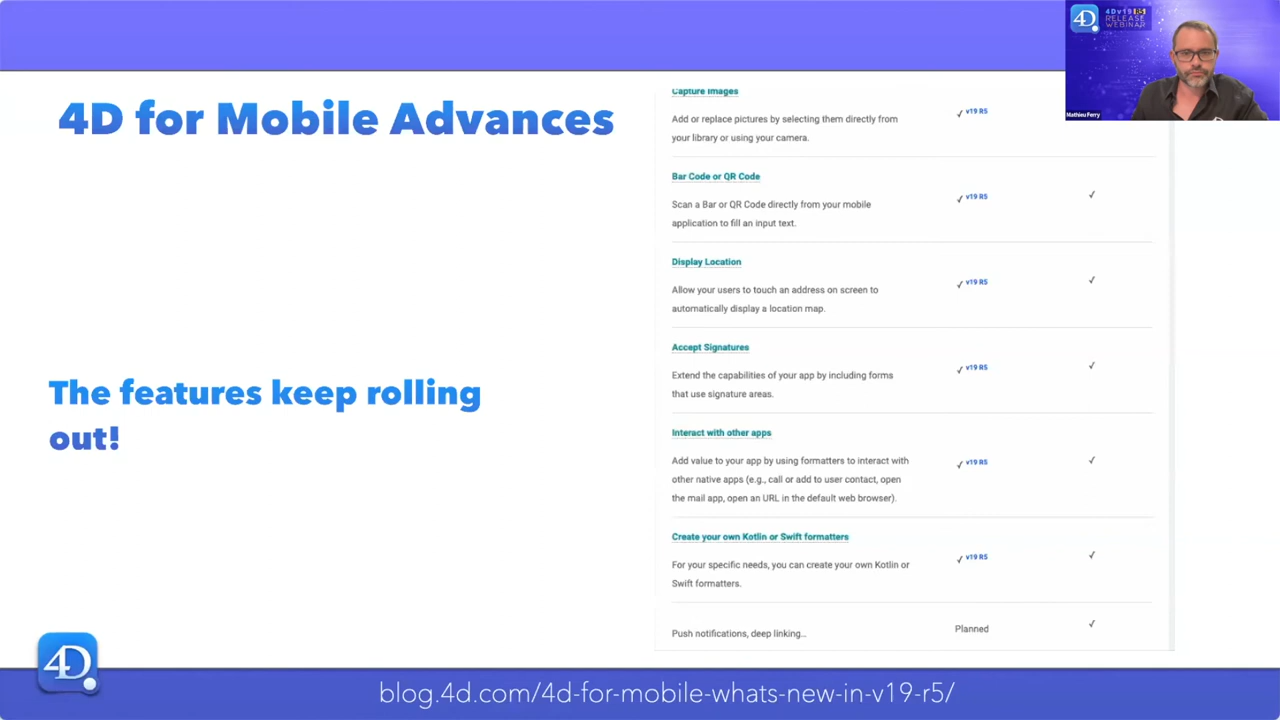 4Dv19 R5
RELEASE
WEBINAR
Mathieu Ferry
4D for Mobile Advances
The features keep rolling
out!
Capture Images
Add or replace pictures by selecting them directly from
your library or using your camera.
✓ v19 R5
Bar Code or QR Code
Scan a Bar or QR Code directly from your mobile
application to fill an input text.
✓ v19 R5 ✓
Display Location
Allow your users to touch an address on screen to
automatically display a location map.
✓ v19 R5 ✓
Accept Signatures
Extend the capabilities of your app by including forms
that use signature areas.
✓ v19 R5 ✓
Interact with other apps
Add value to your app by using formatters to interact with
other native apps (e.g., call or add to user contact, open
the mail app, open an URL in the default web browser).
✓ v19 R5 ✓
Create your own Kotlin or Swift formatters
For your specific needs, you can create your own Kotlin or
Swift formatters.
✓ v19 R5 ✓
Push notifications, deep linking... Planned ✓
4D
blog.4d.com/4d-for-mobile-whats-new-in-v19-r5/